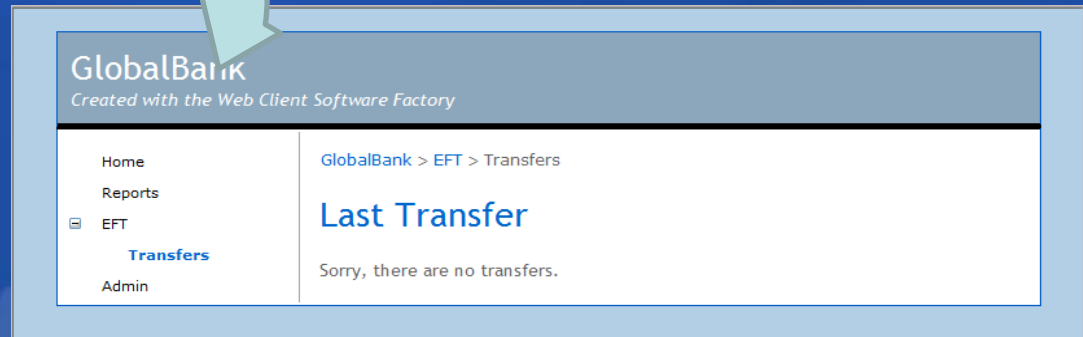 GlobalBank
Created with the Web Client Software Factory
Home
Reports
EFT
Transfers
Admin
GlobalBank > EFT > Transfers
Last Transfer
Sorry, there are no transfers.